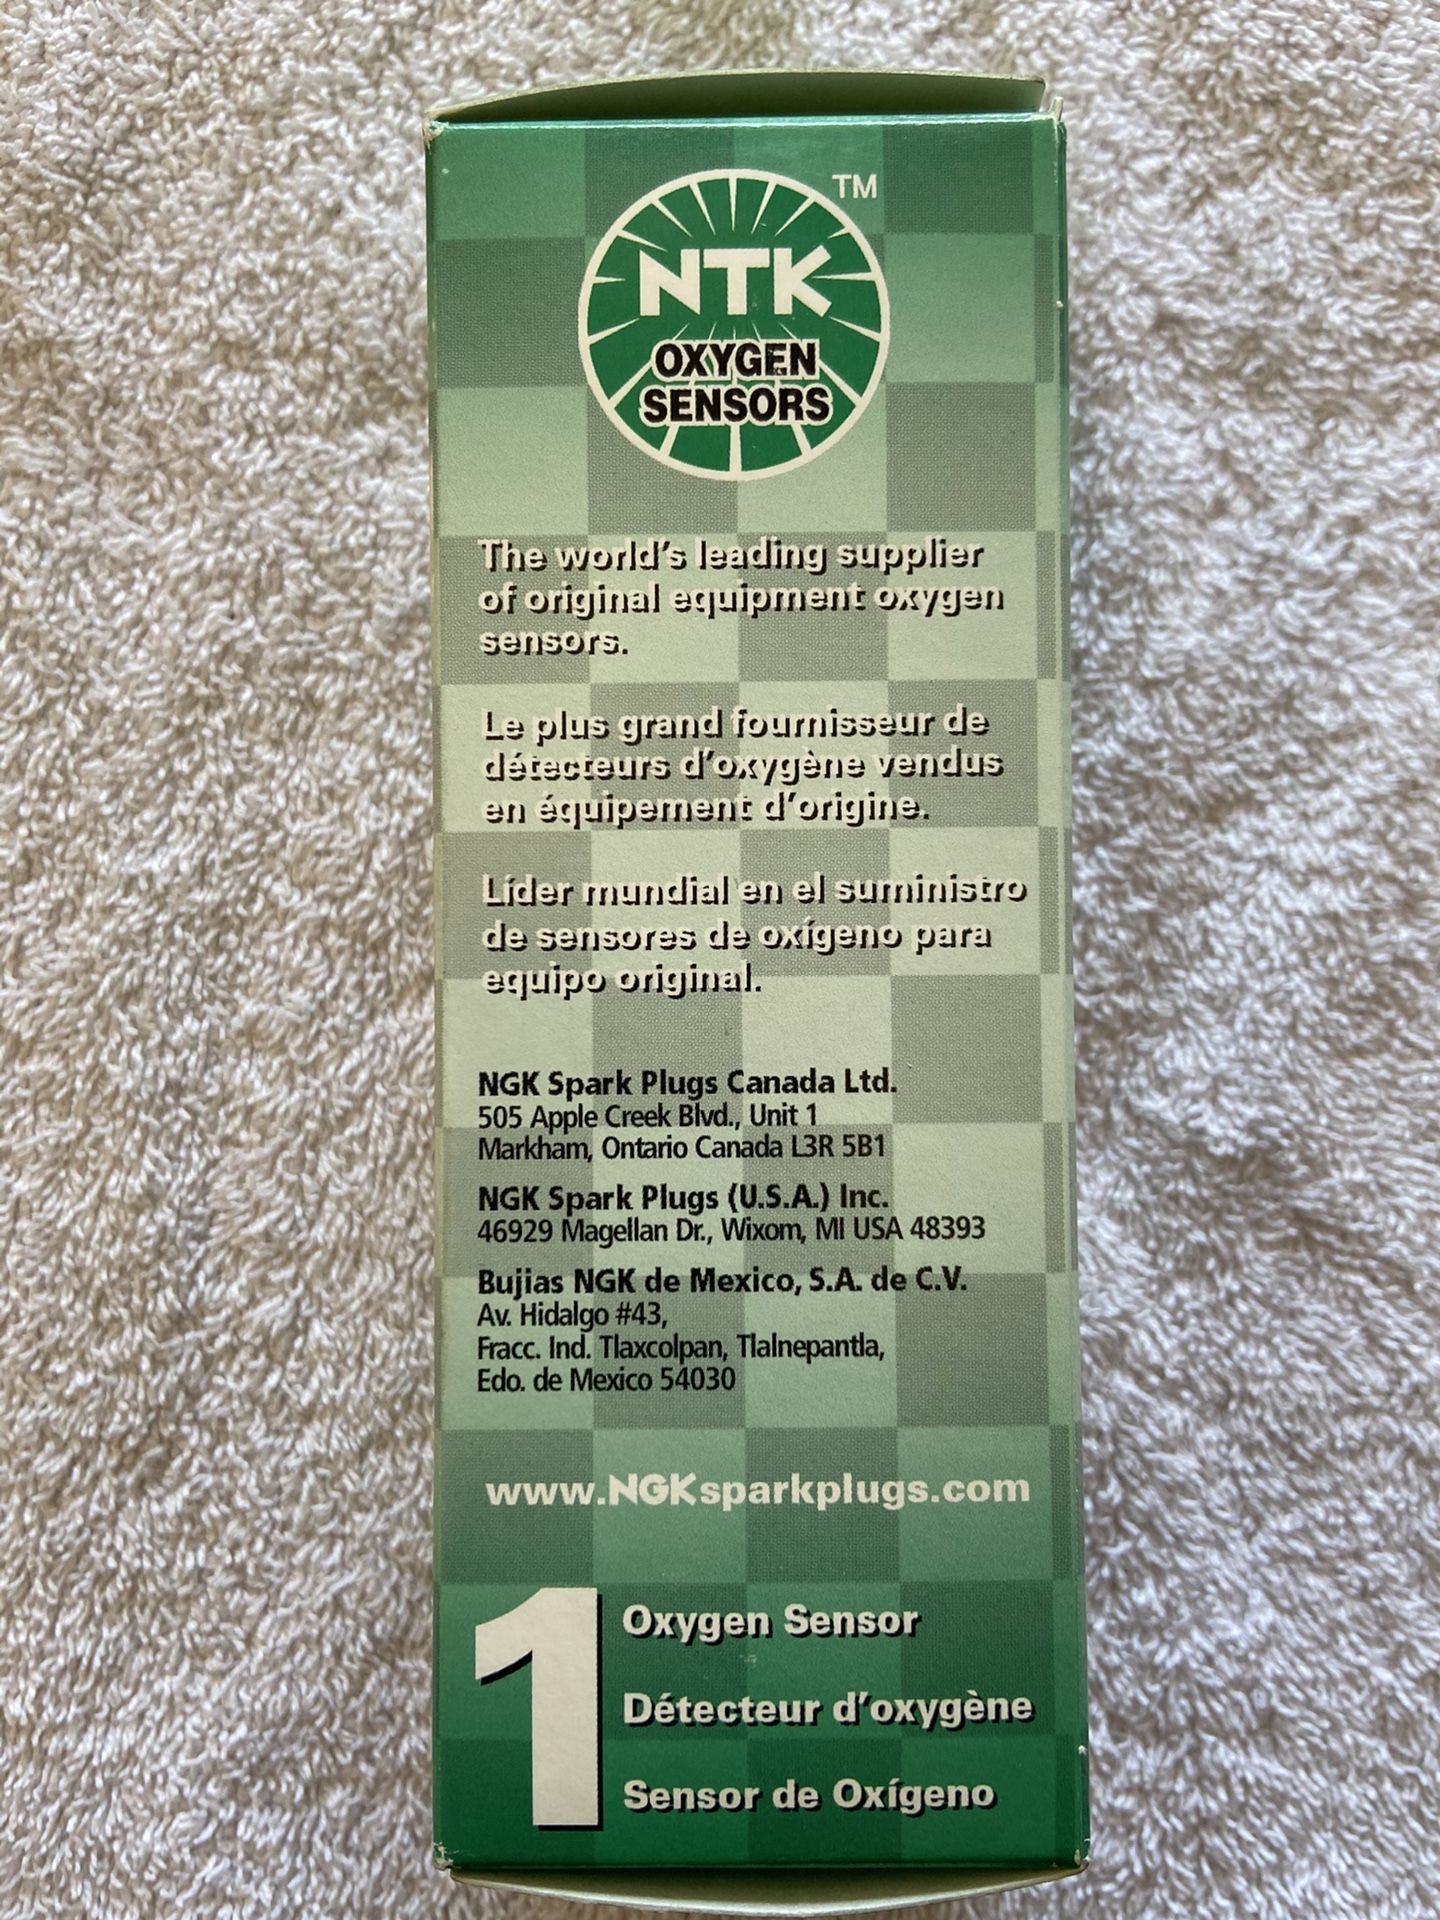 NTK
TM
OXYGEN
SENSORS
The world's leading supplier
of original equipment oxygen
sensors.
Le plus grand fournisseur de
détecteurs d'oxygène vendus
en équipement d'origine.
Líder mundial en el suministro
de sensores de oxígeno para
equipo original.
NGK Spark Plugs Canada Ltd.
505 Apple Creek Blvd., Unit 1
Markham, Ontario Canada L3R 5B1
NGK Spark Plugs (U.S.A.) Inc.
46929 Magellan Dr., Wixom, MI USA 48393
Bujias NGK de Mexico, S.A. de C.V.
Av. Hidalgo #43,
Fracc. Ind. Tlaxcolpan, Tlalnepantla,
Edo. de Mexico 54030
www.NGKsparkplugs.com
1
Oxygen Sensor
Détecteur d'oxygène
Sensor de Oxígeno